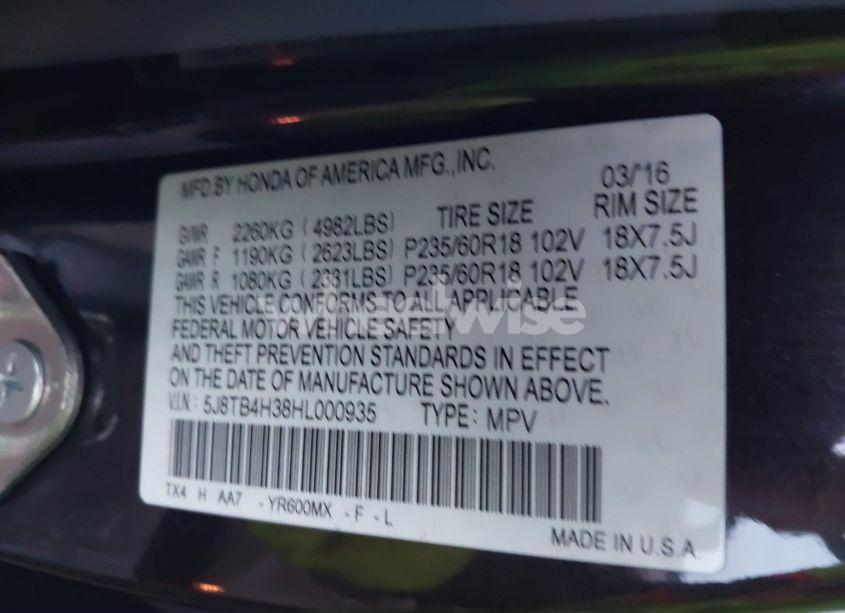 MFD.BY HONDA OF AMERICA MFG.,INC. 03/'16
GVWR 2260KG ( 4982LBS) TIRE SIZE RIM SIZE
GAWR F 1190KG ( 2623LBS) P235/60R18 102V 18X7.5J
GAWR R 1080KG ( 2381LBS) P235/60R18 102V 18X7.5J
THIS VEHICLE CONFORMS TO ALL APPLICABLE
FEDERAL MOTOR VEHICLE SAFETY
AND THEFT PREVENTION STANDARDS IN EFFECT
ON THE DATE OF MANUFACTURE SHOWN ABOVE.
V.I.N.: 5J8TB4H38HL000935 TYPE: MPV
TX4 H AA7 -YR600MX -F -L
MADE IN U.S.A.